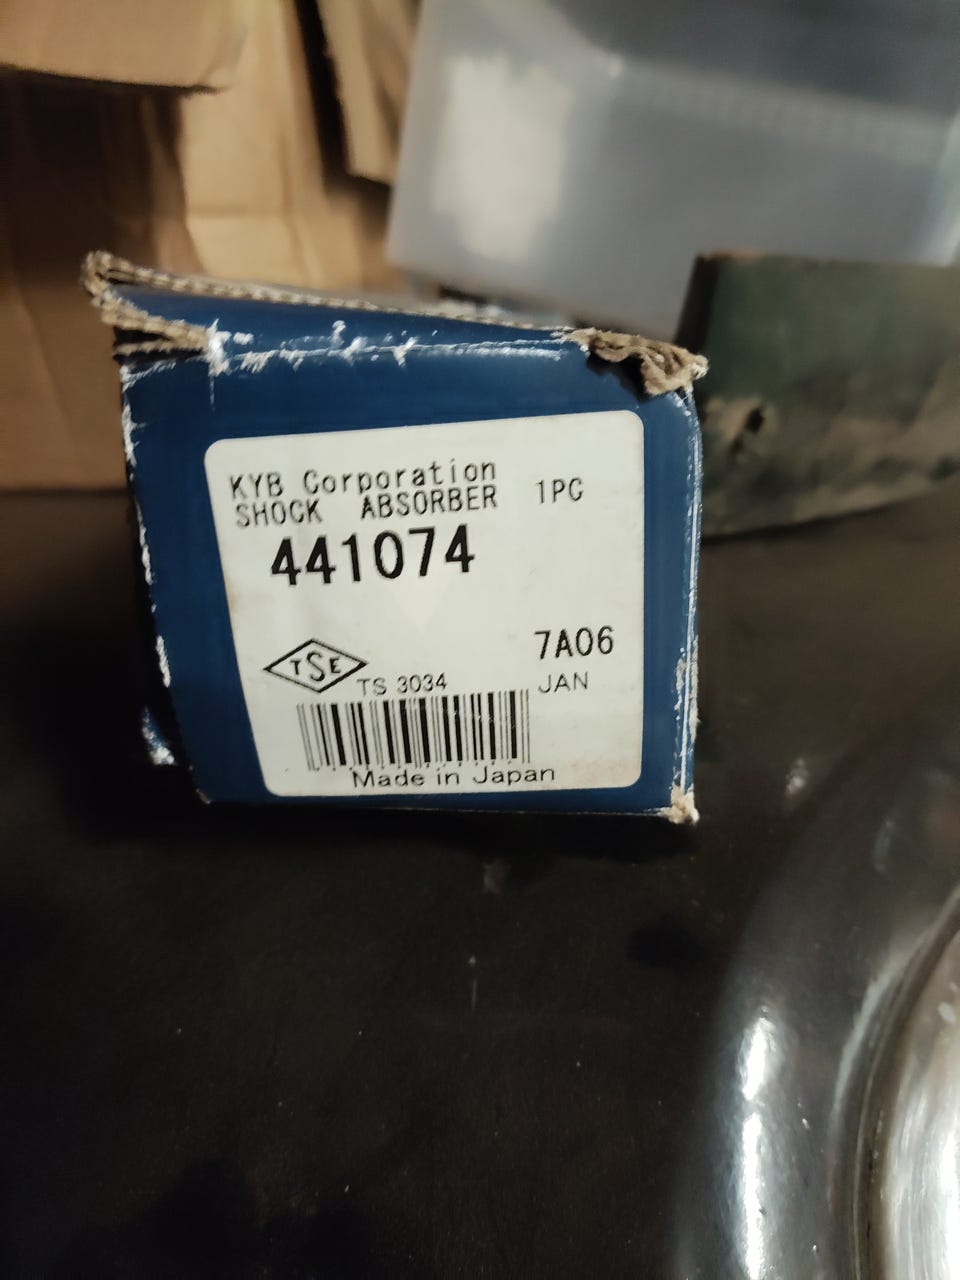 KYB Corporation
SHOCK ABSORBER 1PC
441074
7A06
TSE
TS 3034 JAN
Made in Japan